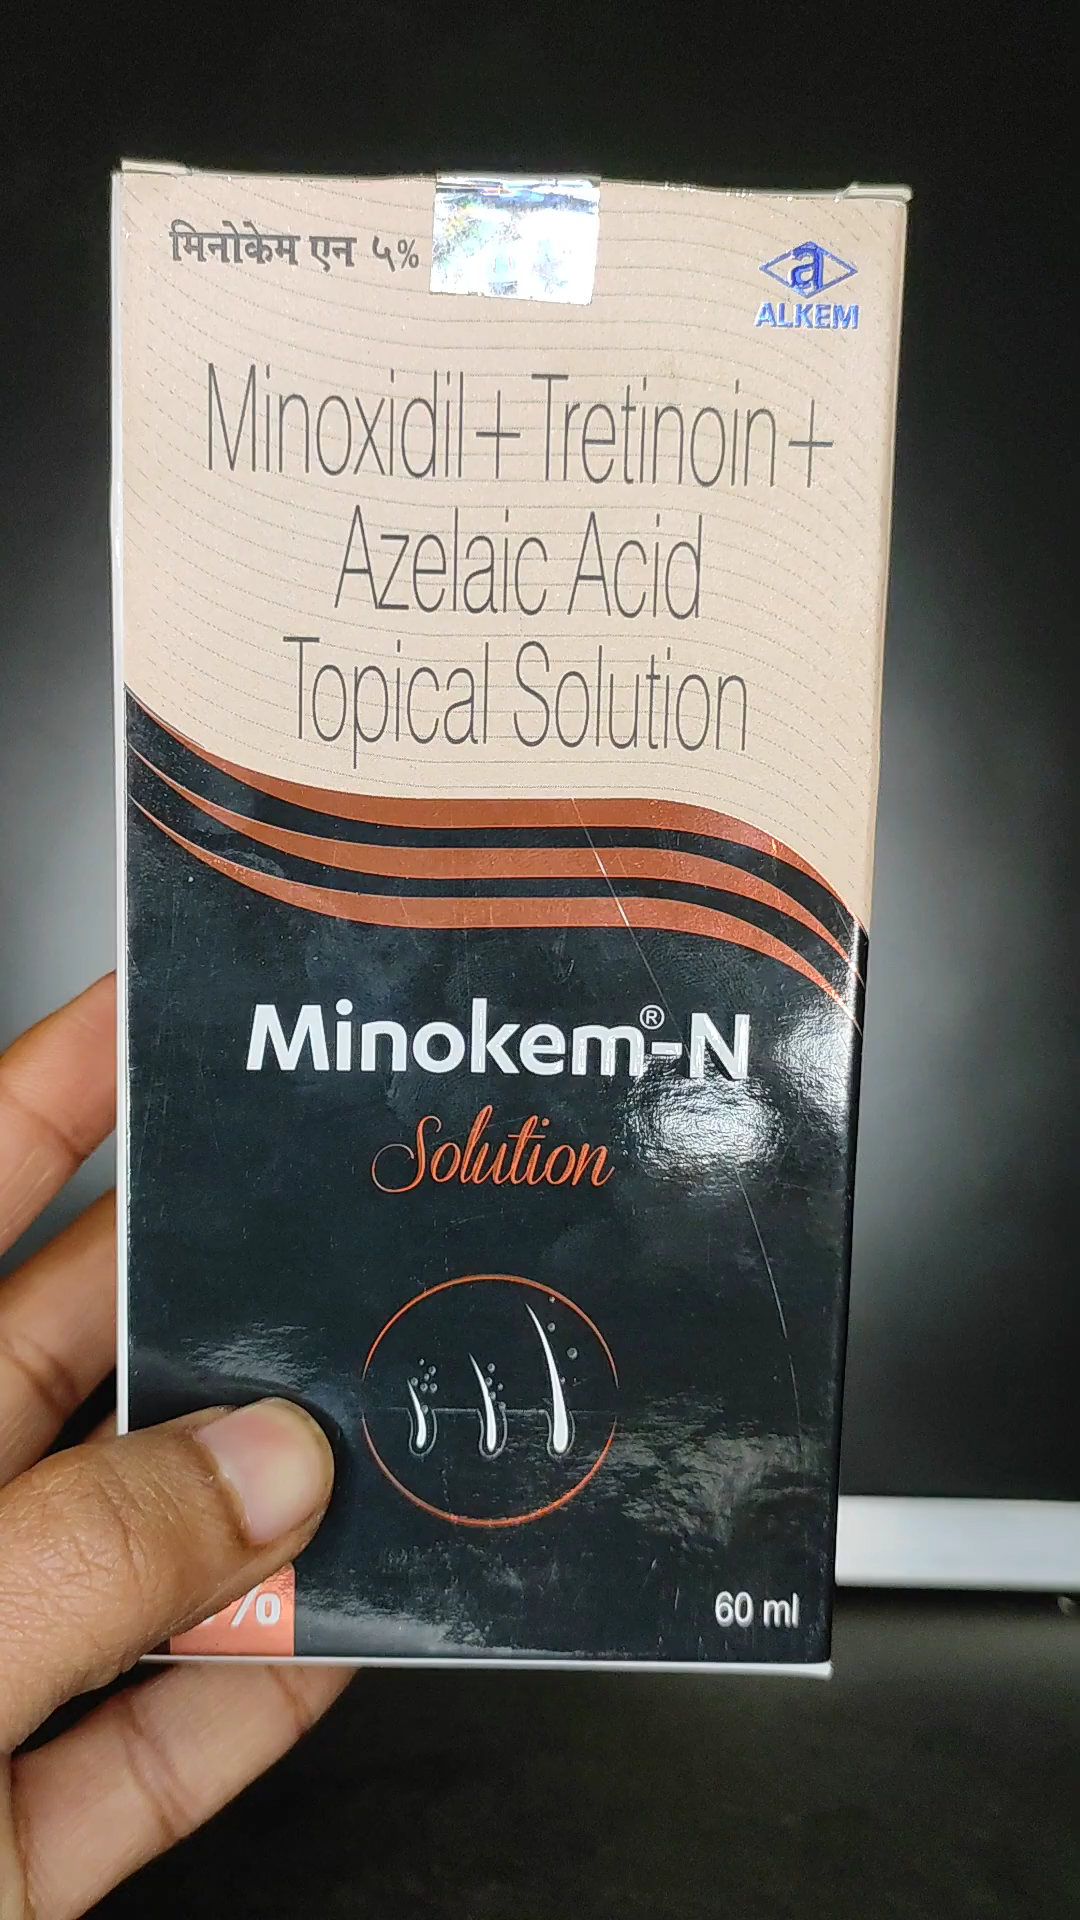 मिनोकेम एन ५%
a
ALKEM
Minoxidil + Tretinoin +
Azelaic Acid
Topical Solution
Minokem®-N
Solution
%
60 ml